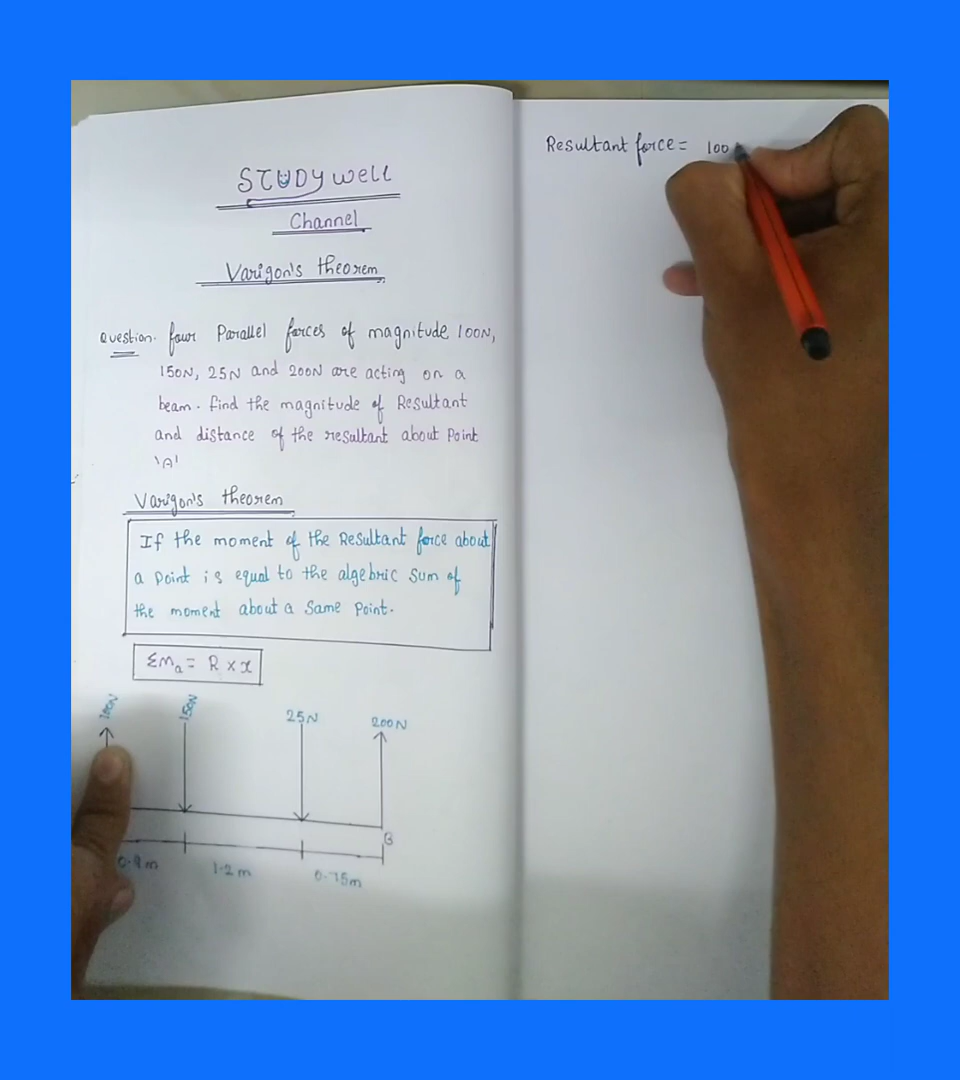 STUDY well
Channel
Varigon's theorem
Question. four Parallel forces of magnitude 100N,
150N, 25N and 200N are acting on a
beam. find the magnitude of Resultant
and distance of the resultant about Point
'A'
Varigon's theorem
If the moment of the Resultant force about
a point is equal to the algebric sum of
the moment about a Same Point.
ΣMa = R × x
100N 150N 25N 200N
B
0.9m 1.2m 0.75m
Resultant force = 100